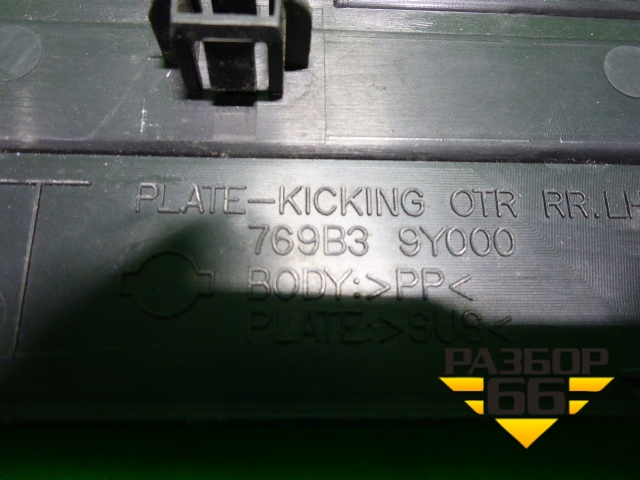 PLATE-KICKING OTR RR.LH
769B3 9Y000
BODY:>PP<
PLATE:>SUS<
РАЗБОР
66